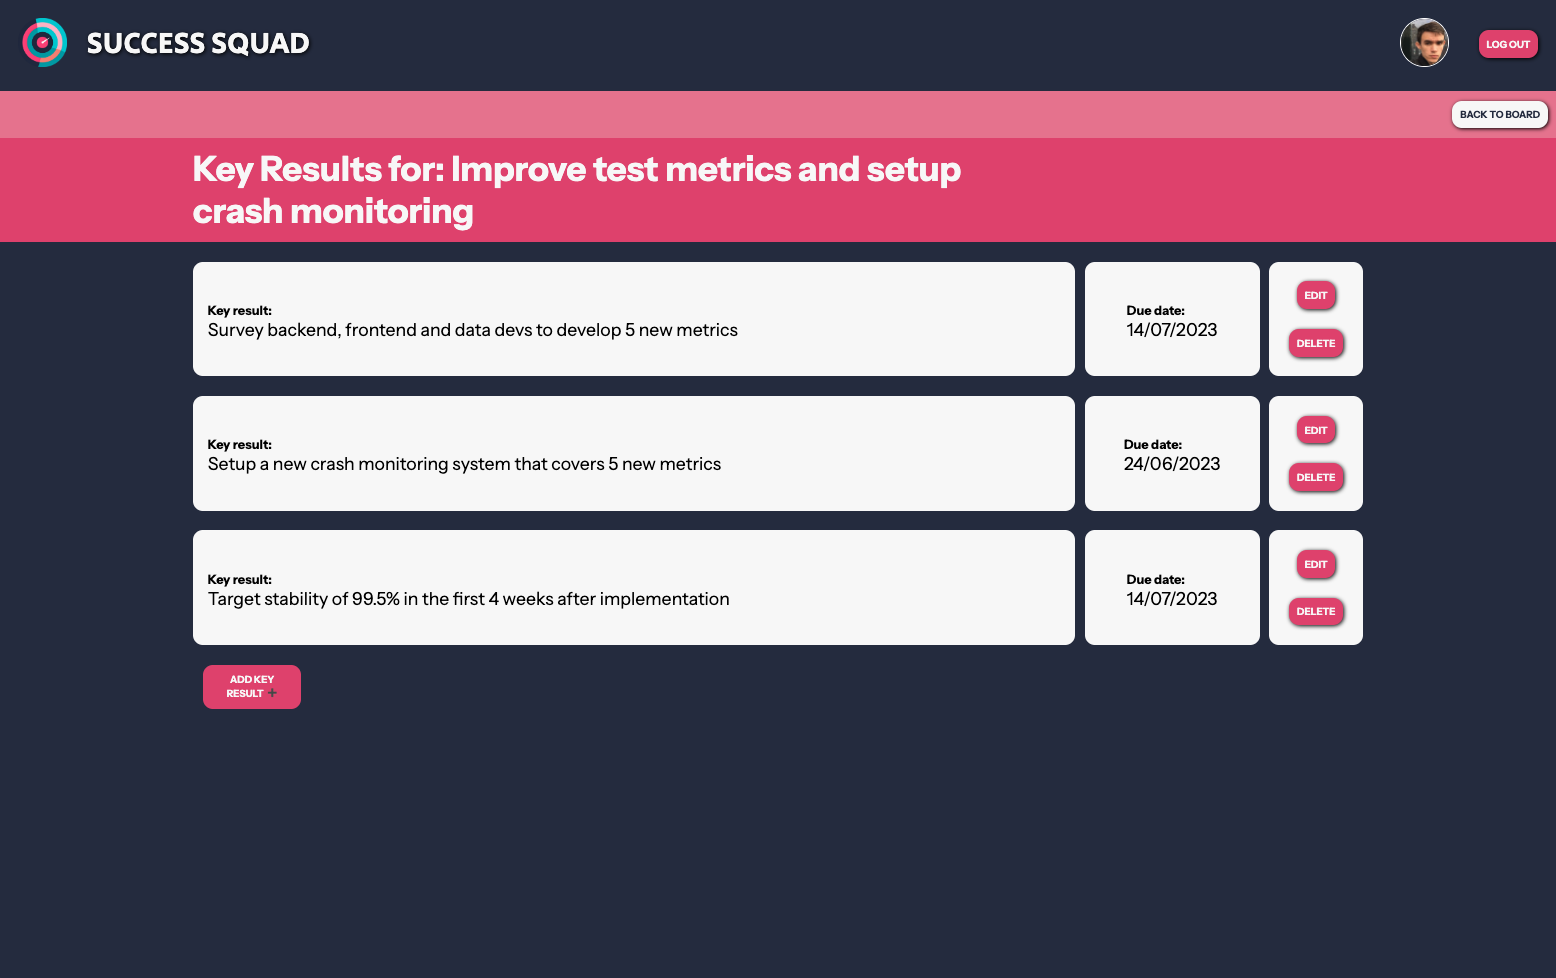 SUCCESS SQUAD
LOG OUT
BACK TO BOARD
Key Results for: Improve test metrics and setup
crash monitoring
Key result:
Survey backend, frontend and data devs to develop 5 new metrics
Due date:
14/07/2023
EDIT
DELETE
Key result:
Setup a new crash monitoring system that covers 5 new metrics
Due date:
24/06/2023
EDIT
DELETE
Key result:
Target stability of 99.5% in the first 4 weeks after implementation
Due date:
14/07/2023
EDIT
DELETE
ADD KEY
RESULT +